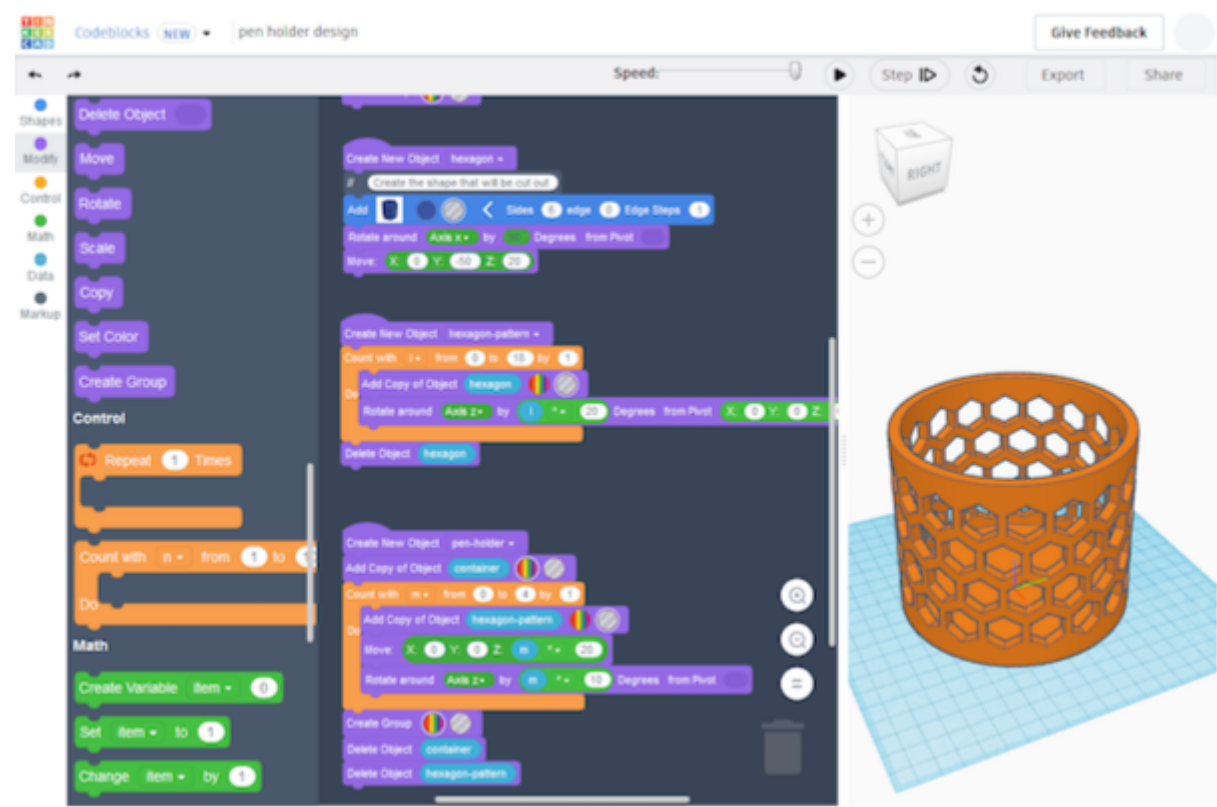 TIN
KER
CAD
Codeblocks NEW pen holder design Give Feedback
Speed: Step Export Share
Shapes
Modify
Control
Math
Data
Markup
Delete Object
Move
Rotate
Scale
Copy
Set Color
Create Group
Control
Repeat 1 Times
Count with n from 1 to
Do
Math
Create Variable item 0
Set item to 1
Change item by 1
Create New Object hexagon
// Create the shape that will be cut out
Add Sides 6 edge 0 Edge Steps 1
Rotate around Axis x by Degrees from Pivot
Move: X: 0 Y: -50 Z: 20
Create New Object hexagon-pattern
Count with i from 0 to 18 by 1
Do
Add Copy of Object hexagon
Rotate around Axis z by i * 20 Degrees from Pivot X: 0 Y: 0 Z:
Delete Object hexagon
Create New Object pen-holder
Add Copy of Object container
Count with m from 0 to 4 by 1
Do
Add Copy of Object hexagon-pattern
Move: X: 0 Y: 0 Z: m * 20
Rotate around Axis z by m * 10 Degrees from Pivot
Create Group
Delete Object container
Delete Object hexagon-pattern
RIGHT